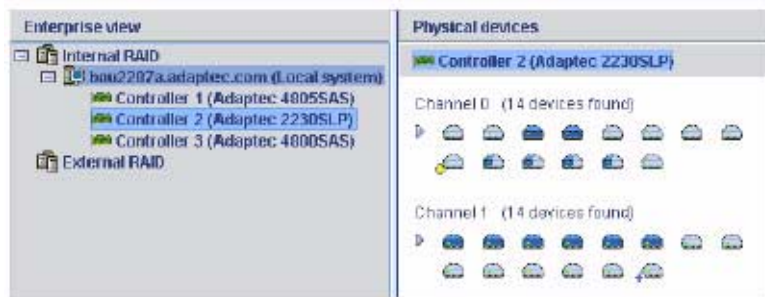 Enterprise view
Internal RAID
bau2287a.adaptec.com (Local system)
Controller 1 (Adaptec 4805SAS)
Controller 2 (Adaptec 2230SLP)
Controller 3 (Adaptec 4800SAS)
External RAID
Physical devices
Controller 2 (Adaptec 2230SLP)
Channel 0 (14 devices found)
Channel 1 (14 devices found)